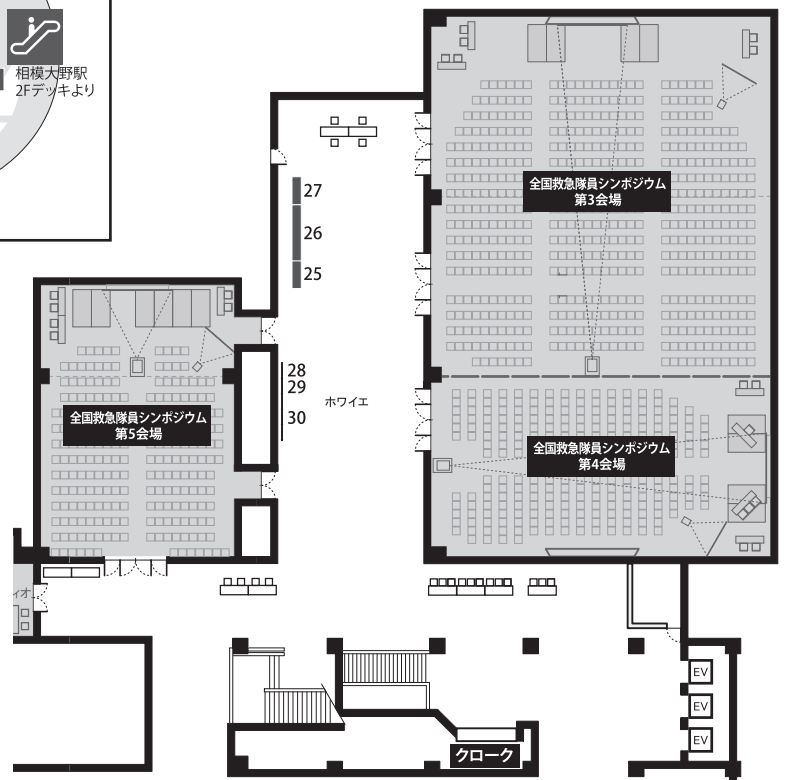 相模大野駅
2Fデッキより
全国救急隊員シンポジウム
第3会場
27
26
25
28
29
30
ホワイエ
全国救急隊員シンポジウム
第5会場
全国救急隊員シンポジウム
第4会場
ィオ
EV
EV
EV
クローク